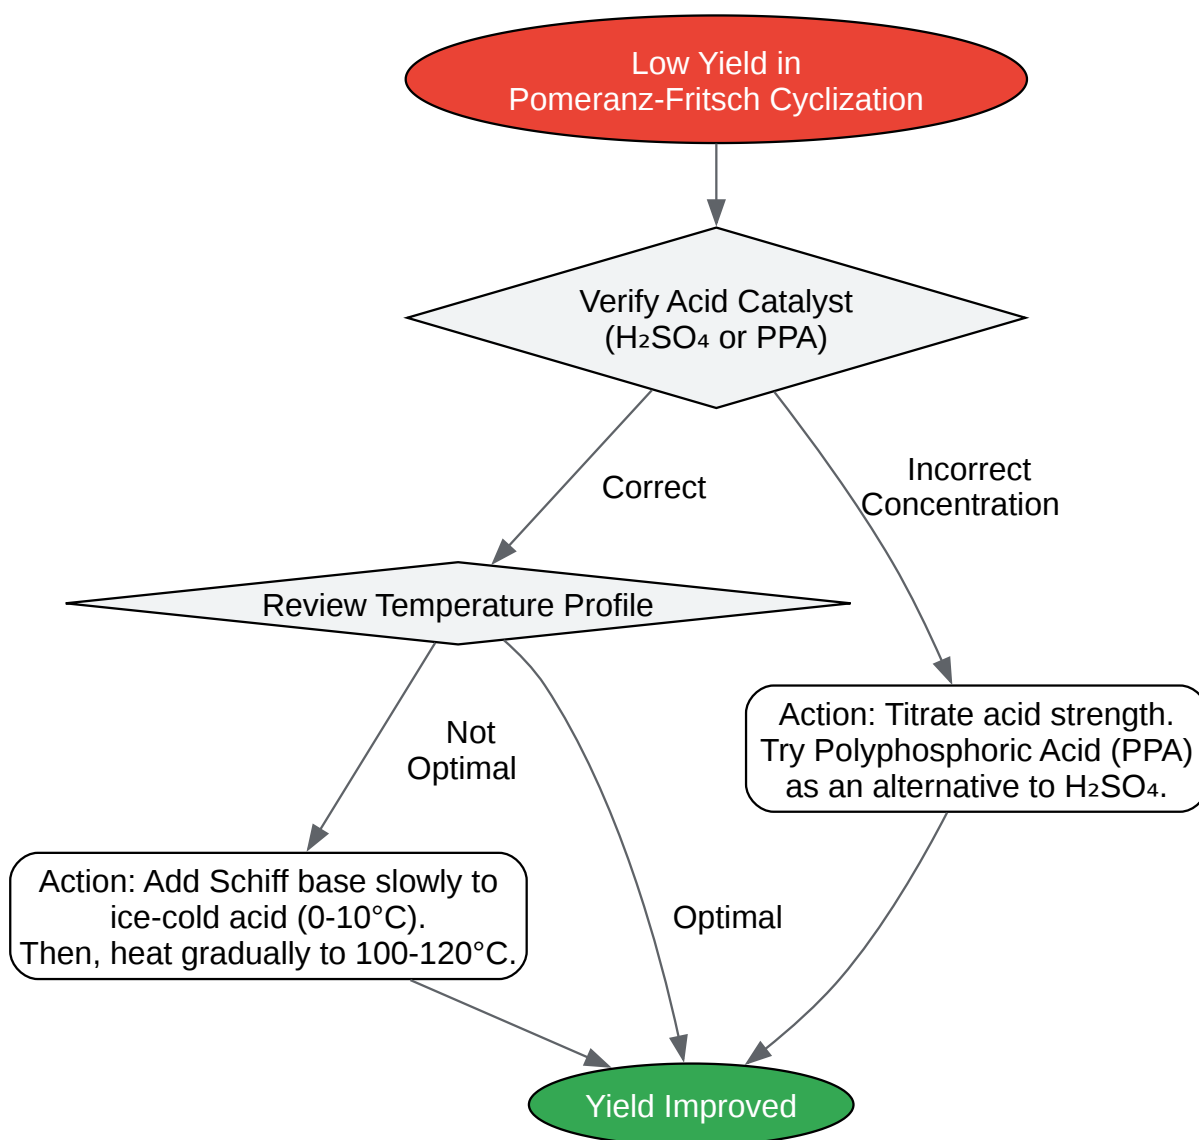 Low Yield in
Pomeranz-Fritsch Cyclization
Verify Acid Catalyst
(H₂SO₄ or PPA)
Correct
Incorrect
Concentration
Review Temperature Profile
Not
Optimal
Action: Titrate acid strength.
Try Polyphosphoric Acid (PPA)
as an alternative to H₂SO₄.
Action: Add Schiff base slowly to
ice-cold acid (0-10°C).
Then, heat gradually to 100-120°C.
Optimal
Yield Improved